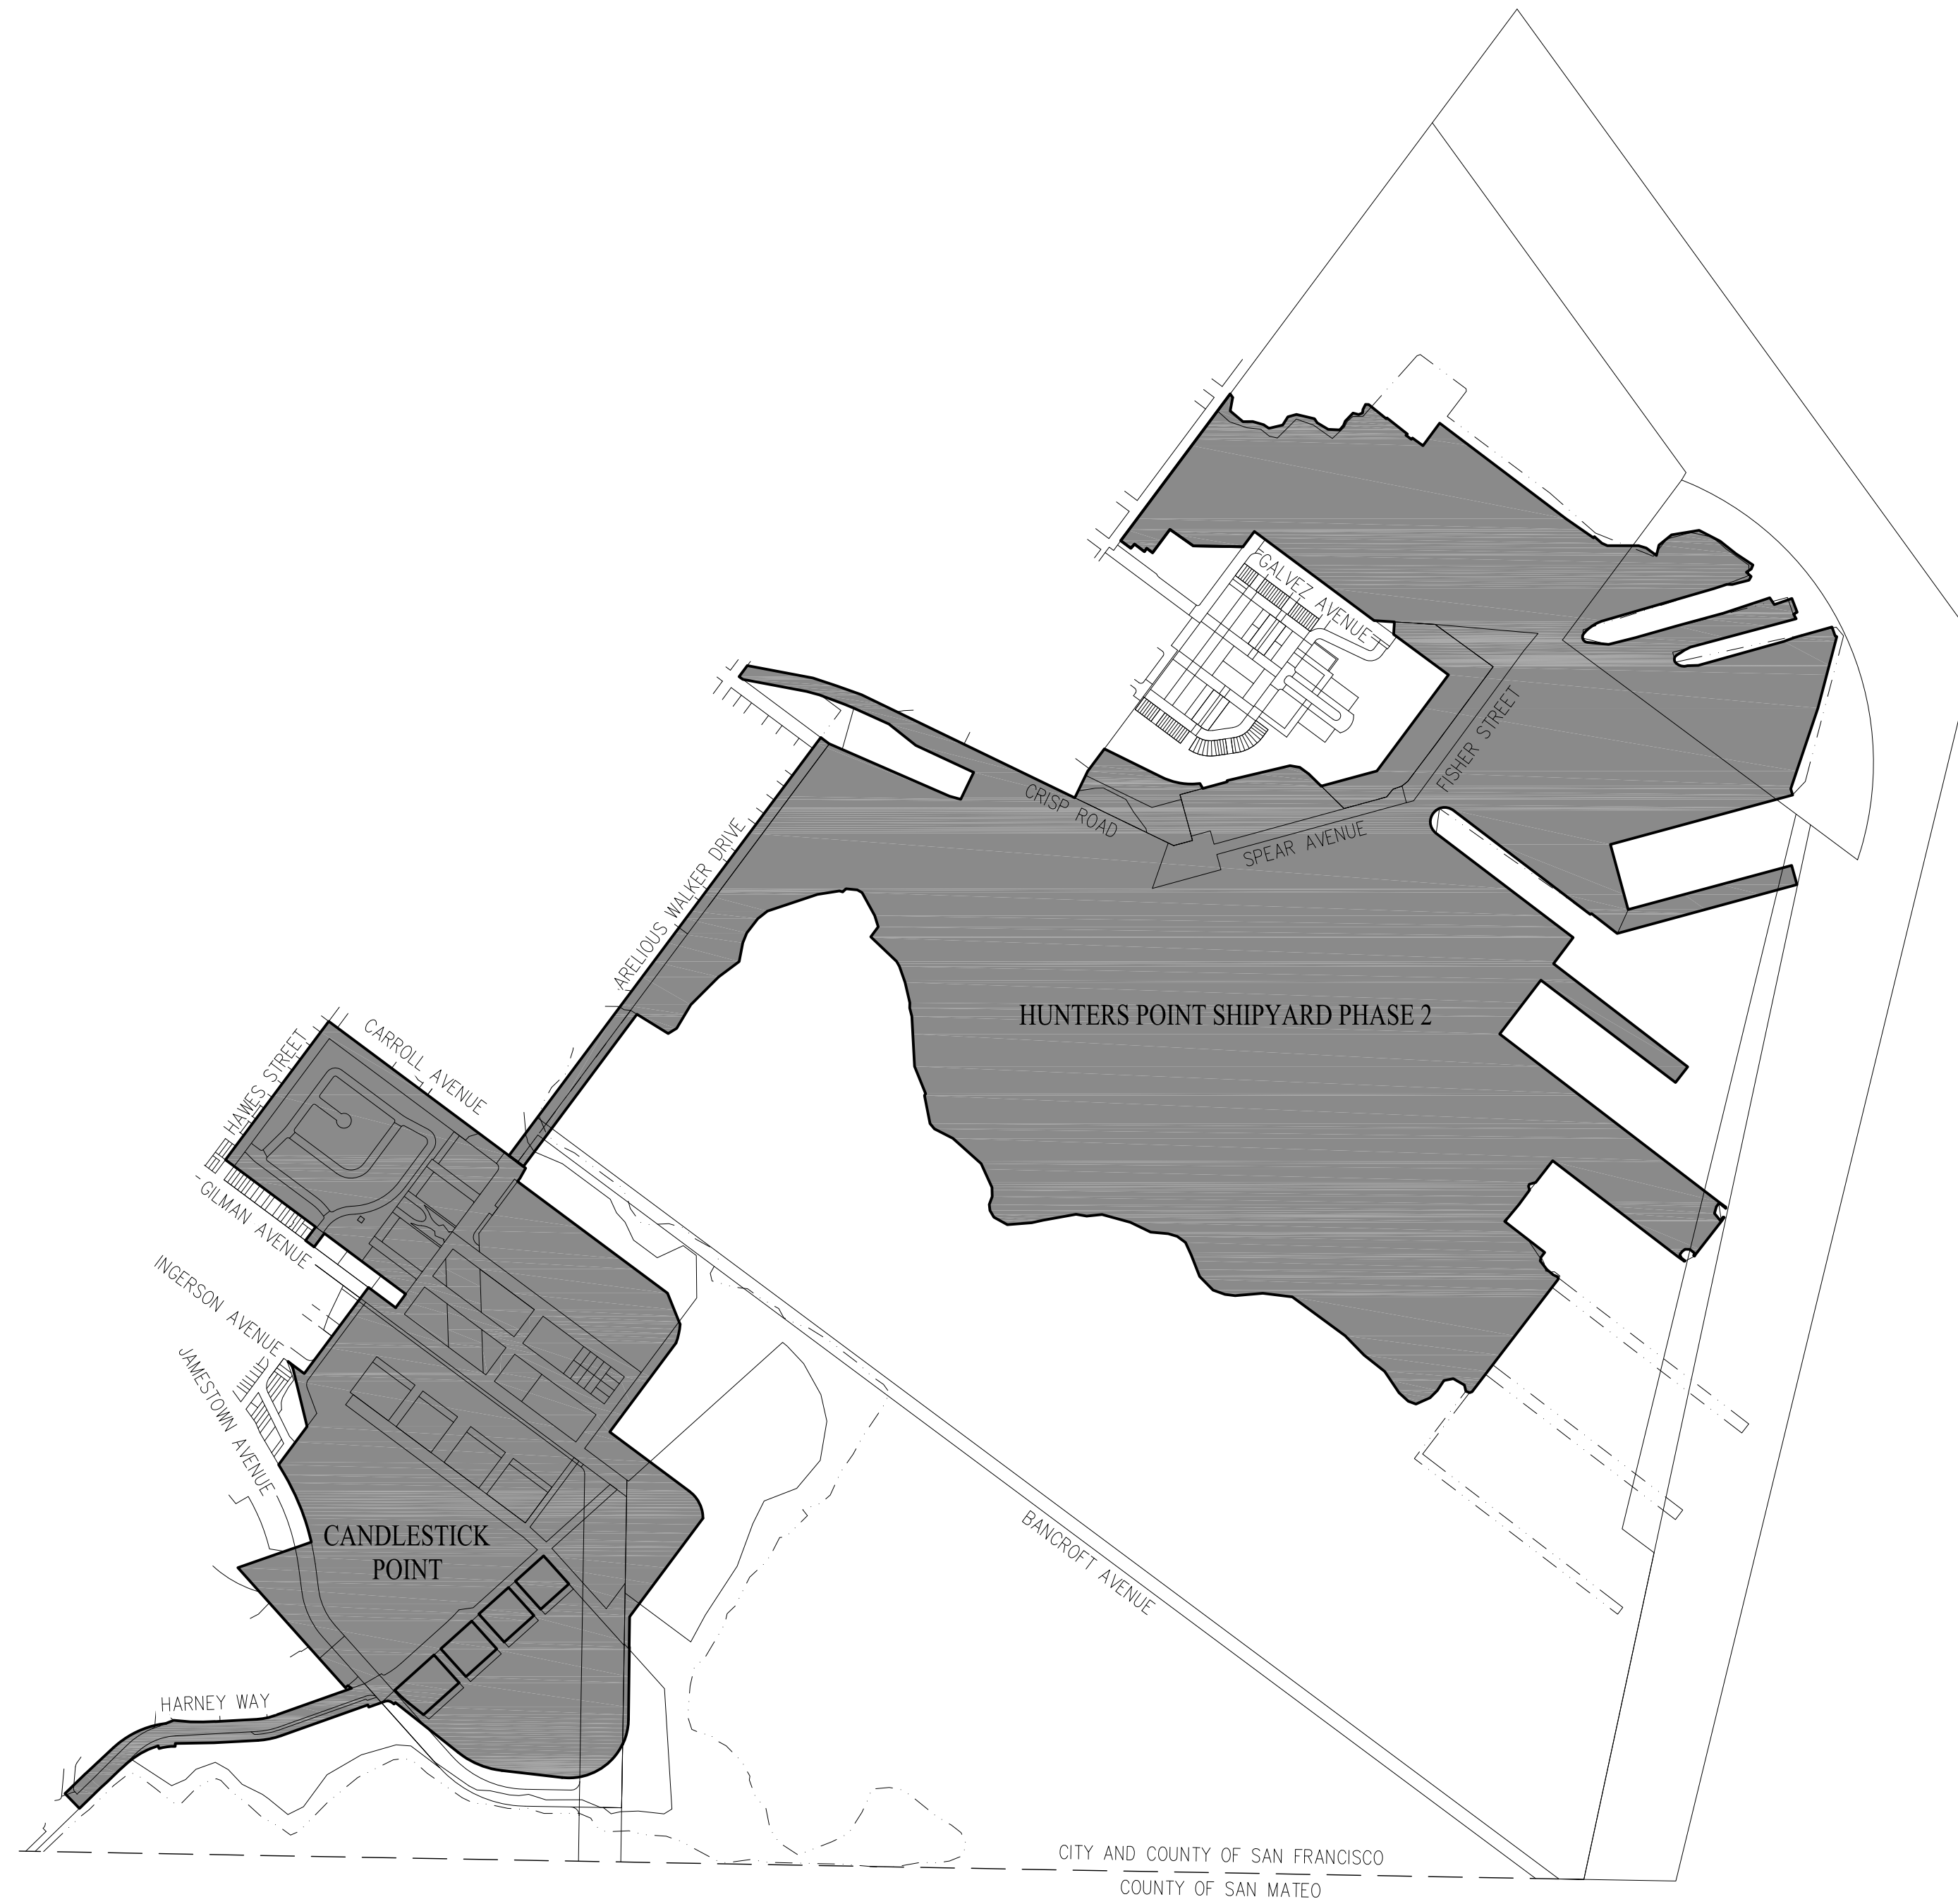 GALVEZ AVENUE
FISHER STREET
CRISP ROAD
SPEAR AVENUE
ARELIOUS WALKER DRIVE
HUNTERS POINT SHIPYARD PHASE 2
CARROLL AVENUE
HAWES STREET
GILMAN AVENUE
INGERSON AVENUE
JAMESTOWN AVENUE
CANDLESTICK
POINT
BANCROFT AVENUE
HARNEY WAY
CITY AND COUNTY OF SAN FRANCISCO
COUNTY OF SAN MATEO